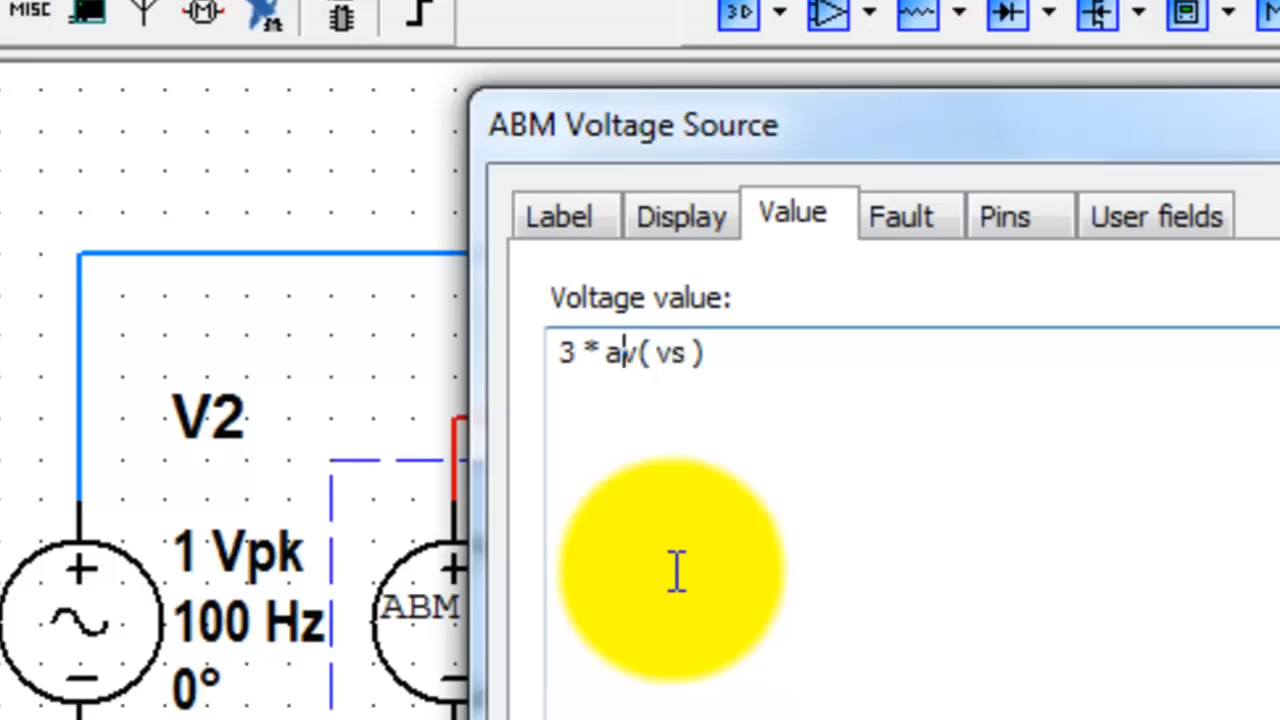 MISC
3D
ABM Voltage Source
Label Display Value Fault Pins User fields
Voltage value:
3 * av( vs )
V2
1 Vpk
100 Hz
0°
ABM